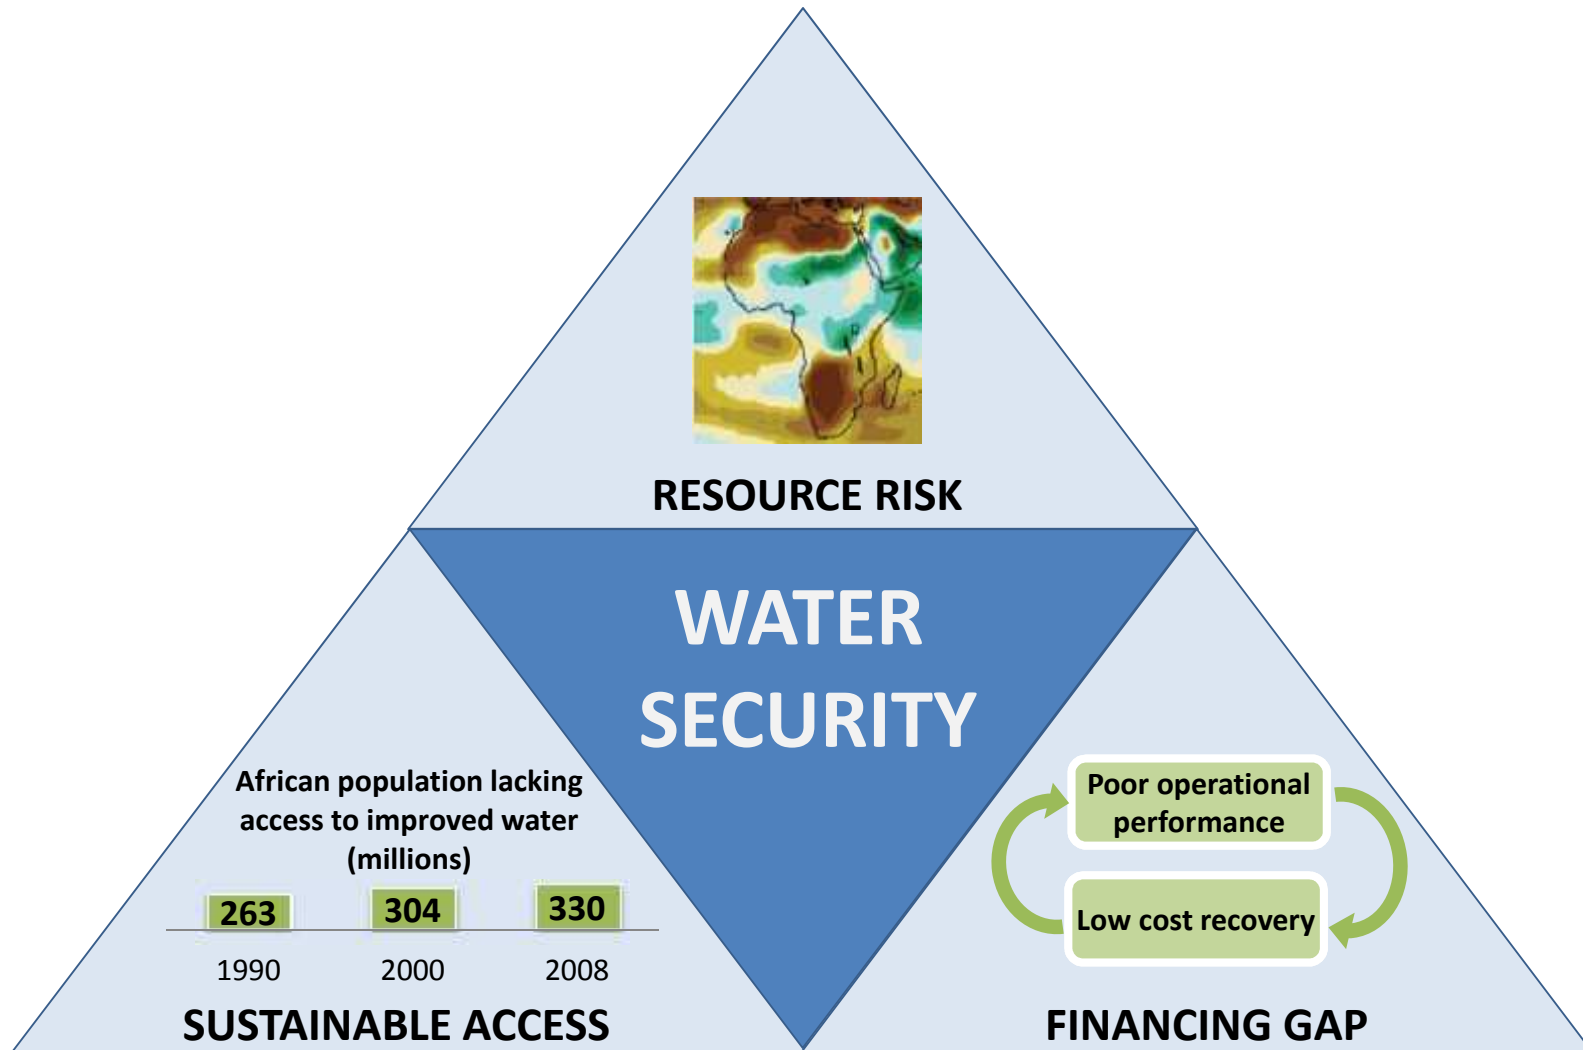 RESOURCE RISK
WATER
SECURITY
African population lacking
access to improved water
(millions)
263 304 330
1990 2000 2008
SUSTAINABLE ACCESS
Poor operational
performance
Low cost recovery
FINANCING GAP